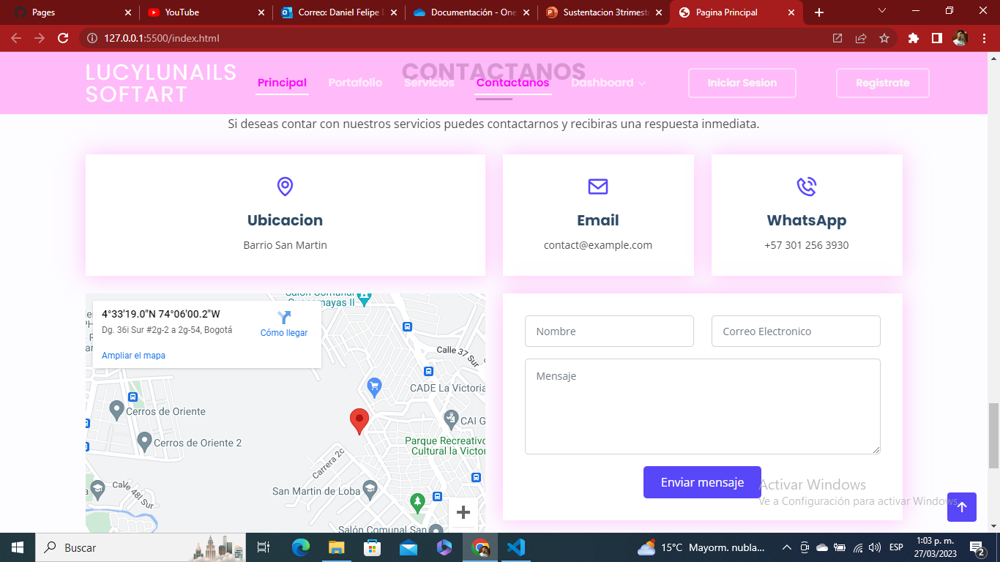 Pages
YouTube
Correo: Daniel Felipe
Documentación - One
Sustentacion 3trimest
Pagina Principal
127.0.0.1:5500/index.html
LUCYLUNAILS
SOFTART
Principal
Portafolio
Servicios
CONTACTANOS
Contactanos
Dashboard
Iniciar Sesion
Registrate
Si deseas contar con nuestros servicios puedes contactarnos y recibiras una respuesta inmediata.
Ubicacion
Barrio San Martin
Email
contact@example.com
WhatsApp
+57 301 256 3930
Salón Comunal
Guacamayas II
4°33'19.0"N 74°06'00.2"W
Dg. 36i Sur #2g-2 a 2g-54, Bogotá
Cómo llegar
Ampliar el mapa
Calle 37 Sur
CADE La Victoria
Cerros de Oriente
CAI G
Cerros de Oriente 2
Parque Recreativo
Cultural la Victor
Carrera 2c
Calle 48I Sur
San Martin de Loba
Salón Comunal San
Nombre
Correo Electronico
Mensaje
Enviar mensaje
Activar Windows
Ve a Configuración para activar Windows.
Buscar
15°C Mayorm. nubla...
ESP
1:03 p. m.
27/03/2023
2